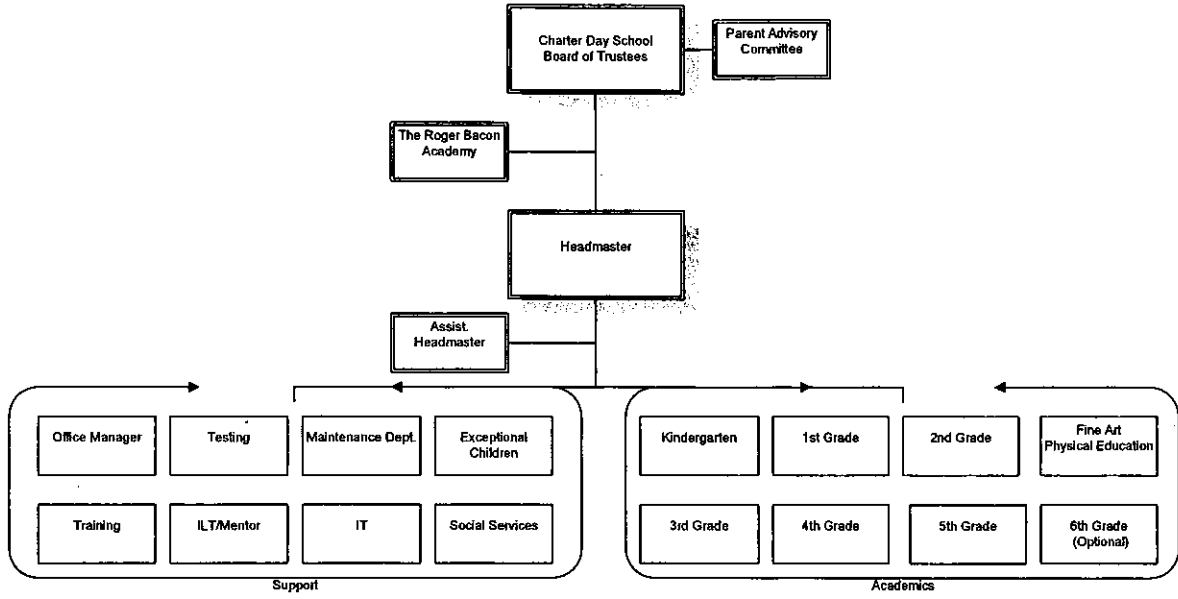 Charter Day School
Board of Trustees
Parent Advisory
Committee
The Roger Bacon
Academy
Headmaster
Assist.
Headmaster
Office Manager
Testing
Maintenance Dept.
Exceptional
Children
Kindergarten
1st Grade
2nd Grade
Fine Art
Physical Education
Training
ILT/Mentor
IT
Social Services
3rd Grade
4th Grade
5th Grade
6th Grade
(Optional)
Support
Academics